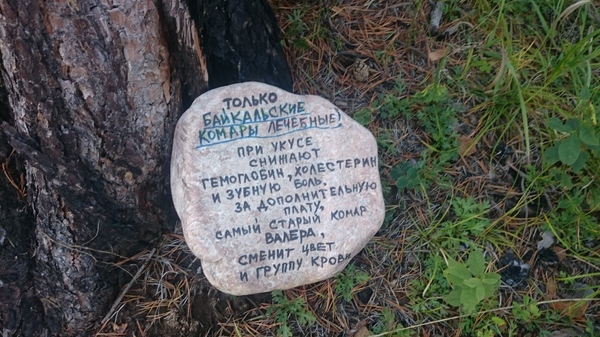 ТОЛЬКО
БАЙКАЛЬСКИЕ
КОМАРЫ ЛЕЧЕБНЫЕ!
ПРИ УКУСЕ
СНИЖАЮТ
ГЕМОГЛОБИН, ХОЛЕСТЕРИН
И ЗУБНУЮ БОЛЬ,
ЗА ДОПОЛНИТЕЛЬНУЮ
ПЛАТУ,
САМЫЙ СТАРЫЙ КОМАР
ВАЛЕРА,
СМЕНИТ ЦВЕТ
И ГРУППУ КРОВИ